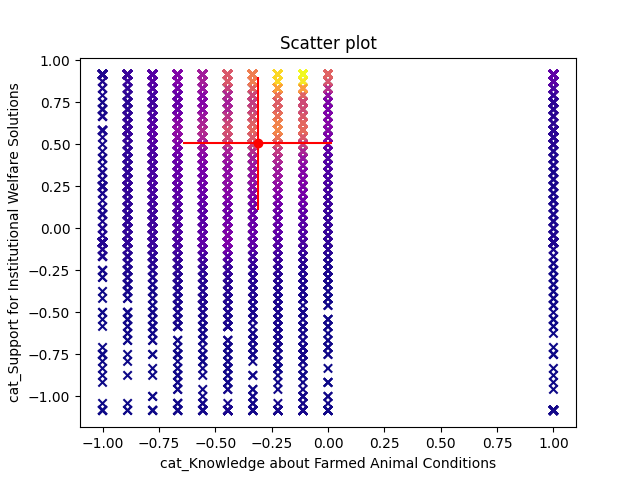 Scatter plot
cat_Support for Institutional Welfare Solutions
1.00
0.75
0.50
0.25
0.00
−0.25
−0.50
−0.75
−1.00
−1.00 −0.75 −0.50 −0.25 0.00 0.25 0.50 0.75 1.00
cat_Knowledge about Farmed Animal Conditions